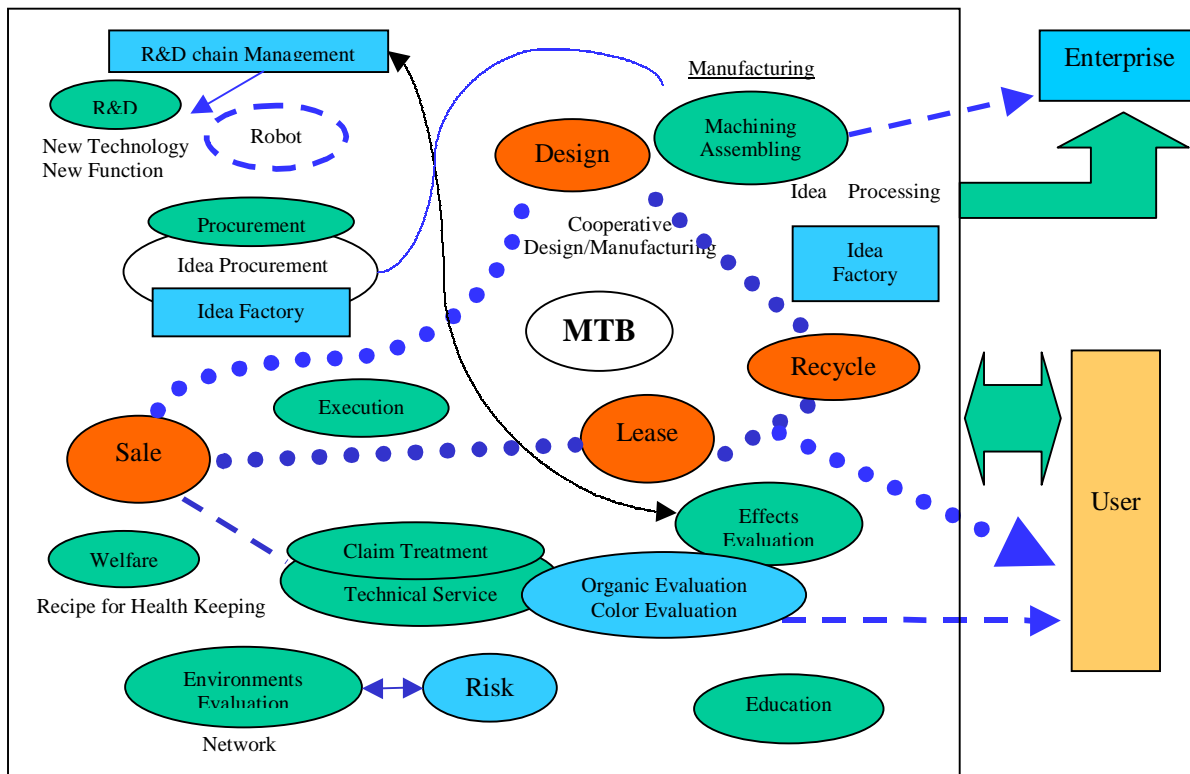 R&D chain Management
Manufacturing
Enterprise
R&D
Robot
New Technology
New Function
Design
Machining
Assembling
Idea Processing
Procurement
Idea Procurement
Idea Factory
Cooperative
Design/Manufacturing
Idea
Factory
MTB
Recycle
Execution
Sale
Lease
User
Effects
Evaluation
Welfare
Recipe for Health Keeping
Claim Treatment
Technical Service
Organic Evaluation
Color Evaluation
Environments
Evaluation
Risk
Education
Network